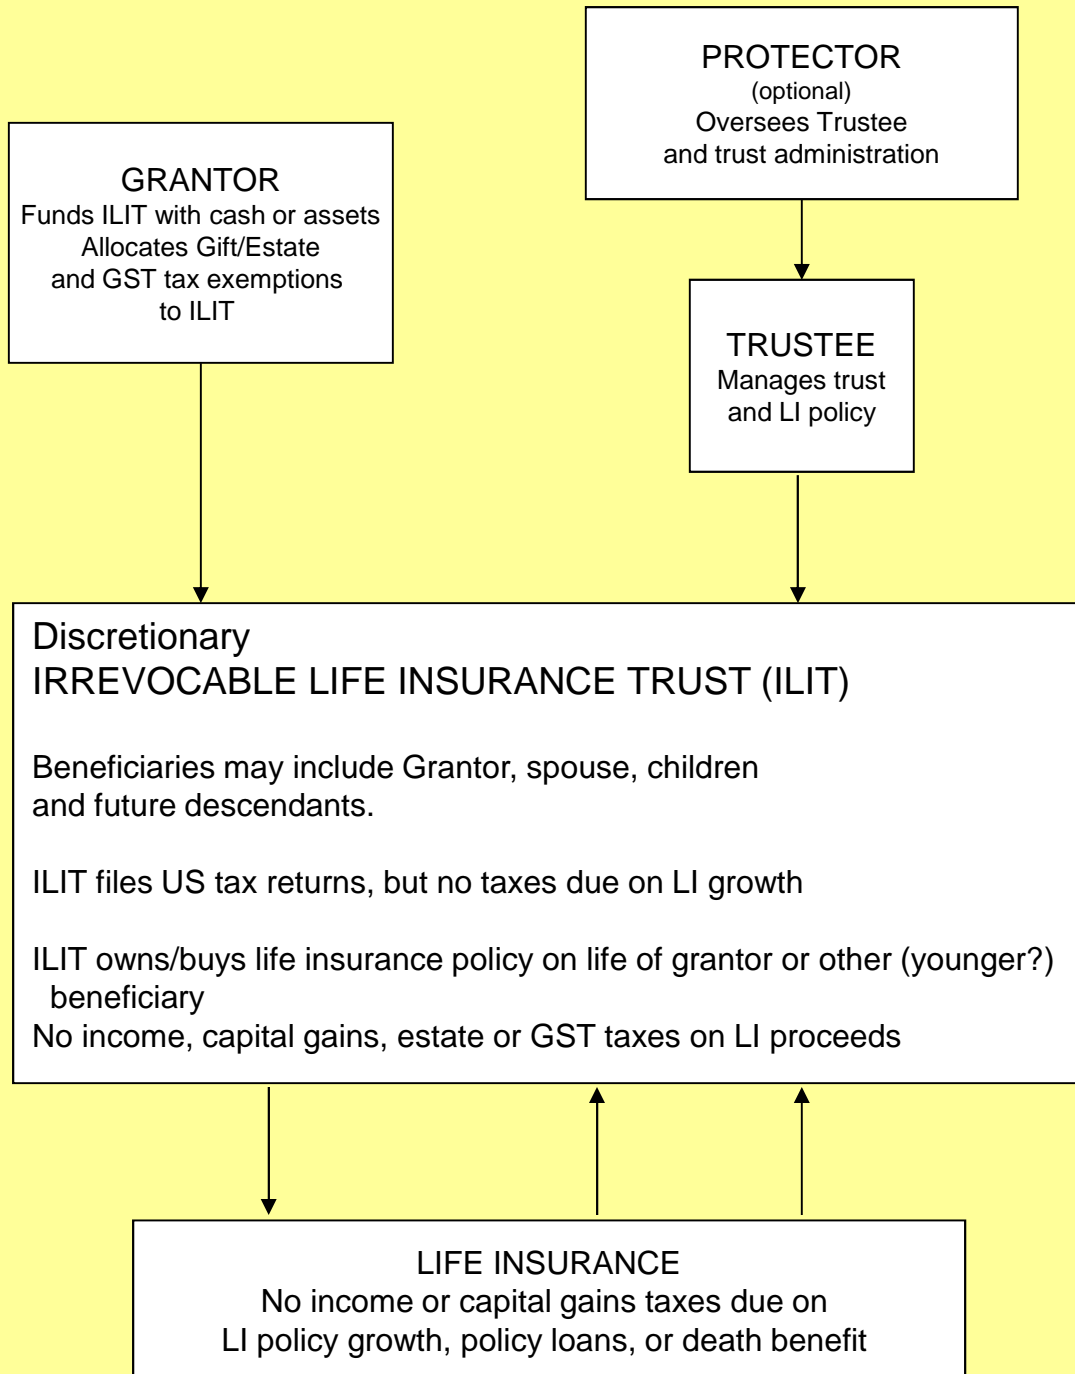 PROTECTOR
(optional)
Oversees Trustee
and trust administration
GRANTOR
Funds ILIT with cash or assets
Allocates Gift/Estate
and GST tax exemptions
to ILIT
TRUSTEE
Manages trust
and LI policy
Discretionary
IRREVOCABLE LIFE INSURANCE TRUST (ILIT)
Beneficiaries may include Grantor, spouse, children
and future descendants.
ILIT files US tax returns, but no taxes due on LI growth
ILIT owns/buys life insurance policy on life of grantor or other (younger?)
beneficiary
No income, capital gains, estate or GST taxes on LI proceeds
LIFE INSURANCE
No income or capital gains taxes due on
LI policy growth, policy loans, or death benefit